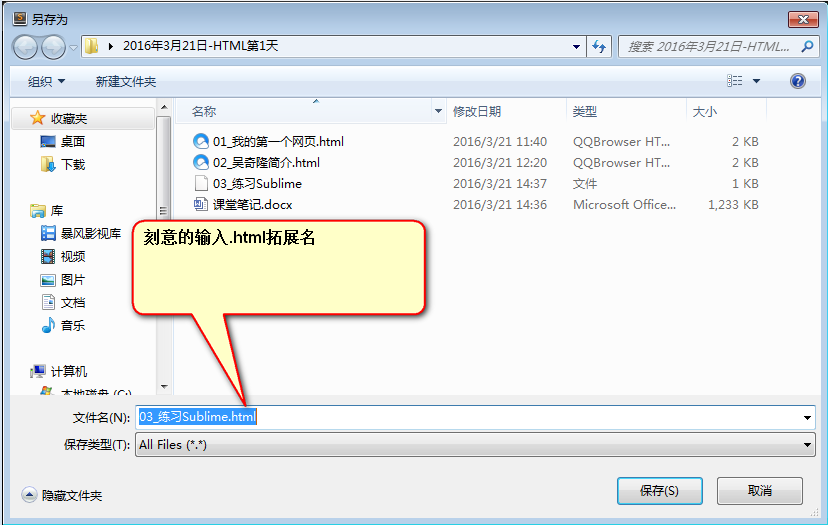 另存为
2016年3月21日-HTML第1天
搜索 2016年3月21日-HTML...
组织
新建文件夹
收藏夹
桌面
下载
库
暴风影视库
视频
图片
文档
音乐
计算机
本地磁盘 (C:)
名称 修改日期 类型 大小
01_我的第一个网页.html 2016/3/21 11:40 QQBrowser HT... 2 KB
02_吴奇隆简介.html 2016/3/21 12:20 QQBrowser HT... 2 KB
03_练习Sublime 2016/3/21 14:37 文件 1 KB
课堂笔记.docx 2016/3/21 14:36 Microsoft Office... 1,233 KB
刻意的输入.html拓展名
文件名(N): 03_练习Sublime.html
保存类型(T): All Files (*.*)
隐藏文件夹
保存(S)
取消